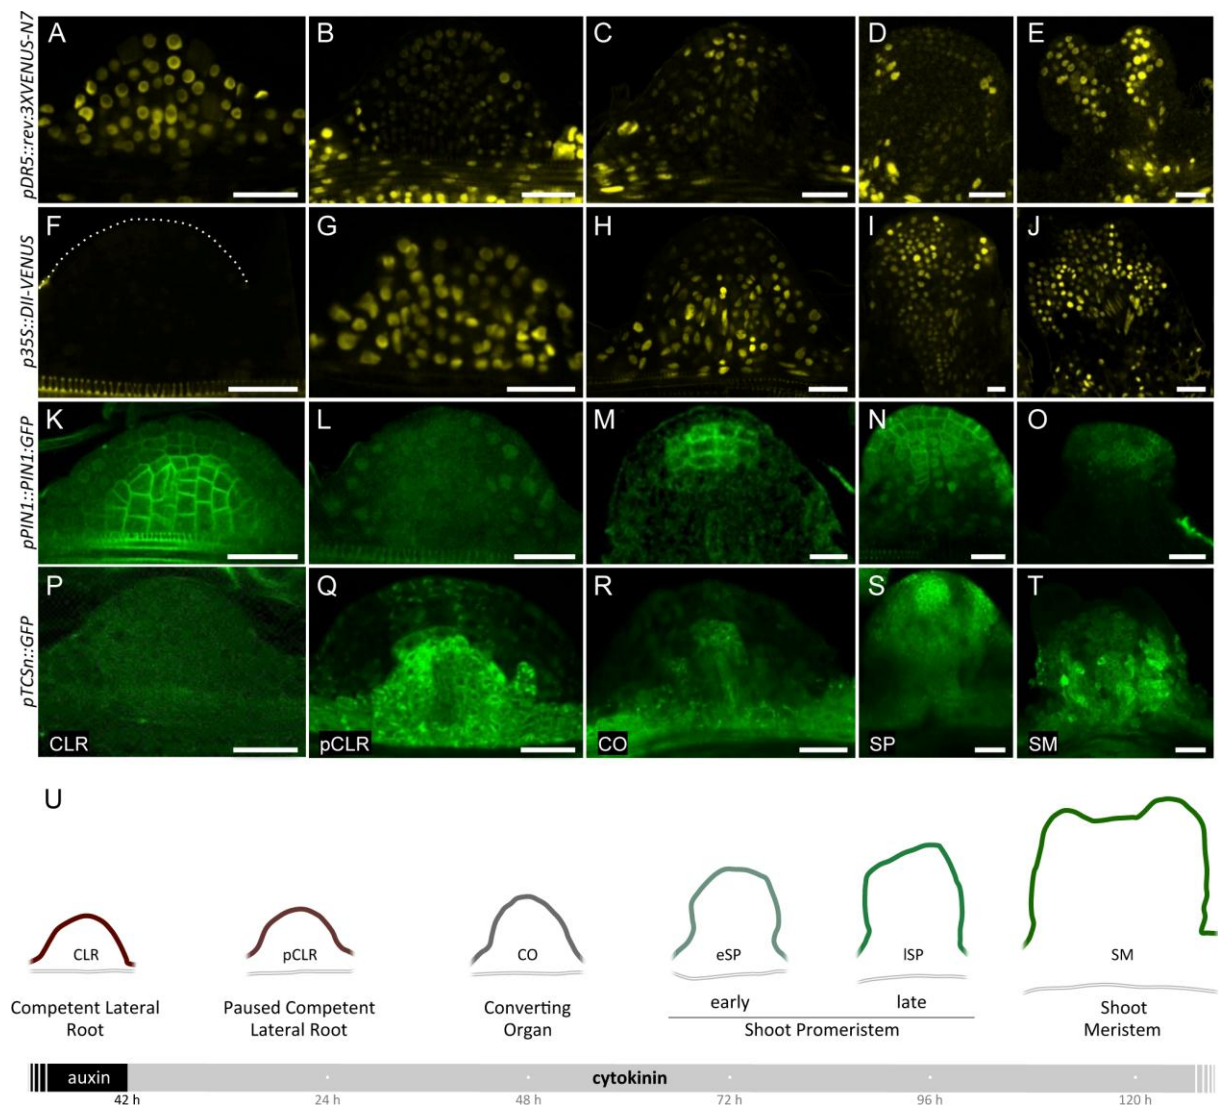 pDR5::rev:3XVENUS-N7
A
B
C
D
E
p35S::DII-VENUS
F
G
H
I
J
pPIN1::PIN1:GFP
K
L
M
N
O
pTCSn::GFP
P
Q
R
S
T
CLR
pCLR
CO
SP
SM
U
CLR
pCLR
CO
eSP
lSP
SM
Competent Lateral
Root
Paused Competent
Lateral Root
Converting
Organ
early
late
Shoot Promeristem
Shoot
Meristem
auxin
cytokinin
42 h
24 h
48 h
72 h
96 h
120 h